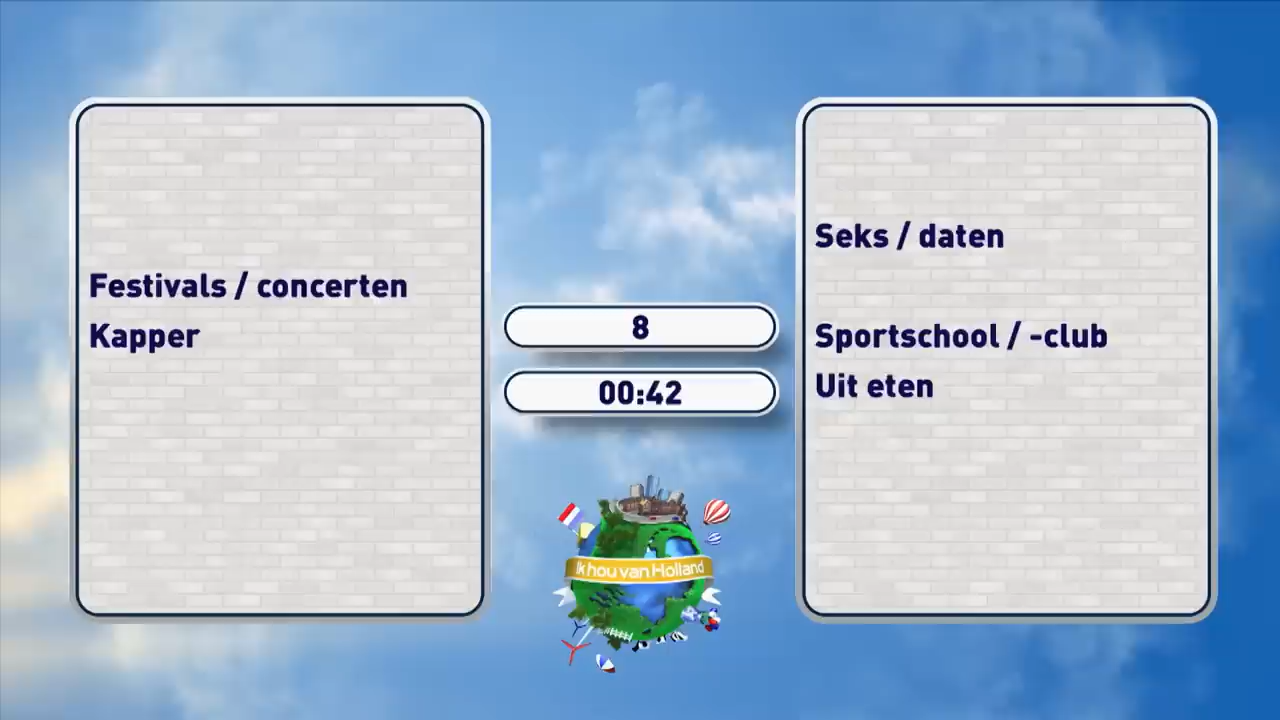 Festivals / concerten
Kapper
8
00:42
Ik hou van Holland
Seks / daten
Sportschool / -club
Uit eten